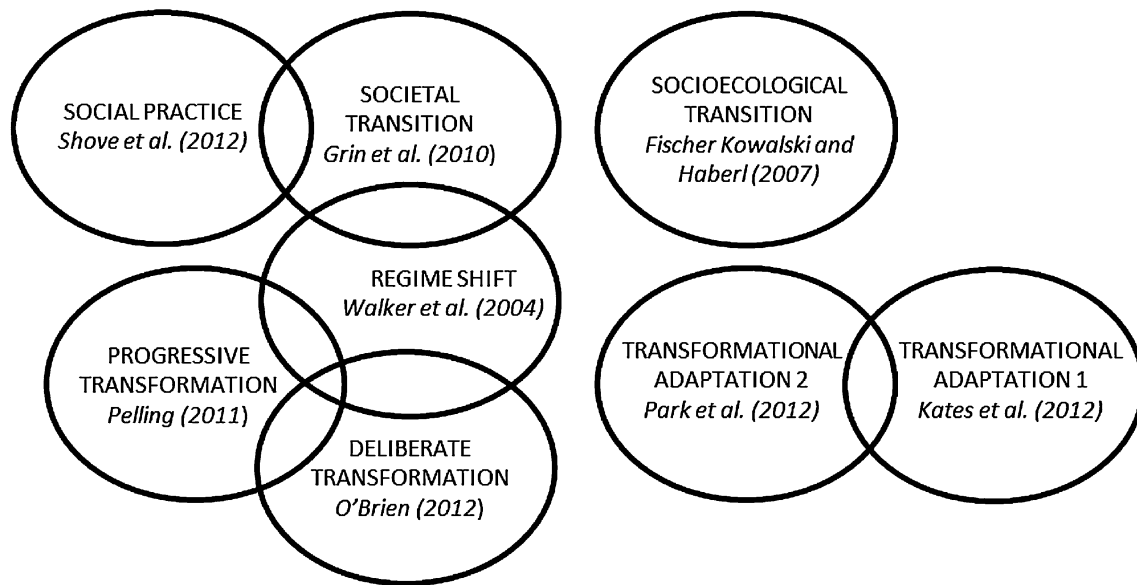 SOCIAL PRACTICE
Shove et al. (2012)
SOCIETAL
TRANSITION
Grin et al. (2010)
SOCIOECOLOGICAL
TRANSITION
Fischer Kowalski and
Haberl (2007)
REGIME SHIFT
Walker et al. (2004)
PROGRESSIVE
TRANSFORMATION
Pelling (2011)
DELIBERATE
TRANSFORMATION
O’Brien (2012)
TRANSFORMATIONAL
ADAPTATION 2
Park et al. (2012)
TRANSFORMATIONAL
ADAPTATION 1
Kates et al. (2012)